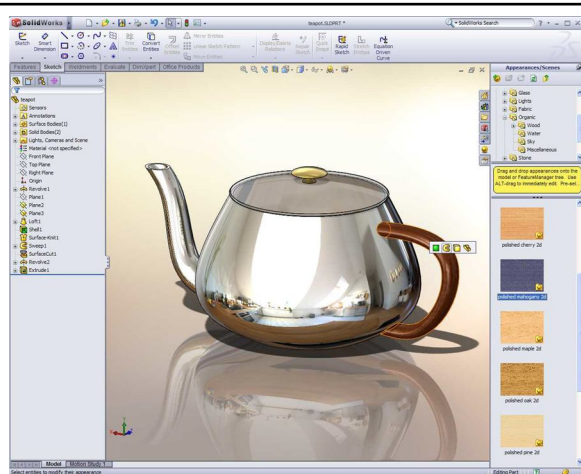 SolidWorks
teapot.SLDPRT *
SolidWorks Search
Sketch
Smart Dimension
Trim Entities
Convert Entities
Offset Entities
Mirror Entities
Linear Sketch Pattern
Move Entities
Display/Delete Relations
Repair Sketch
Quick Snaps
Rapid Sketch
Sketch Entities
Equation Driven Curve
Features
Sketch
Weldments
Evaluate
DimXpert
Office Products
teapot
Sensors
Annotations
Surface Bodies(1)
Solid Bodies(2)
Lights, Cameras and Scene
Material <not specified>
Front Plane
Top Plane
Right Plane
Origin
Revolve1
Plane1
Plane2
Plane3
Loft1
Shell1
Surface-Knit1
Sweep1
SurfaceCut1
Revolve2
Extrude1
Appearances/Scenes
Glass
Lights
Fabric
Organic
Wood
Water
Sky
Miscellaneous
Stone
Drag and drop appearances onto the
model or FeatureManager tree. Use
ALT+drag to immediately edit.
polished cherry 2d
polished mahogany 2d
polished maple 2d
polished oak 2d
polished pine 2d
Model
Motion Study 1
Select entities to modify their appearance
Editing Part